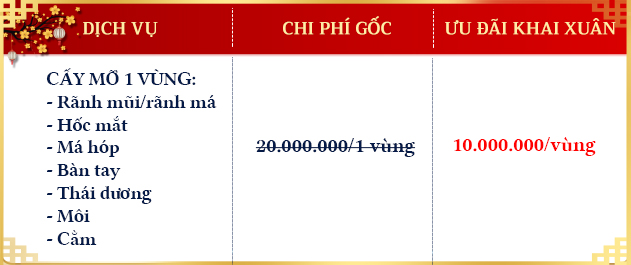 DỊCH VỤ
CHI PHÍ GỐC
ƯU ĐÃI KHAI XUÂN
CẤY MỠ 1 VÙNG:
- Rãnh mũi/rãnh má
- Hốc mắt
- Má hóp
- Bàn tay
- Thái dương
- Môi
- Cằm
20.000.000/1 vùng
10.000.000/vùng